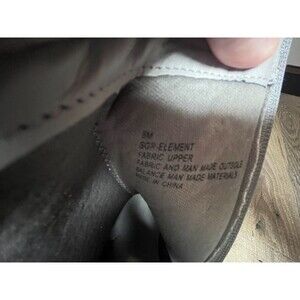 8M
SGR-ELEMENT
FABRIC UPPER
FABRIC AND MAN MADE OUTSOLE
BALANCE MAN MADE MATERIALS
MADE IN CHINA